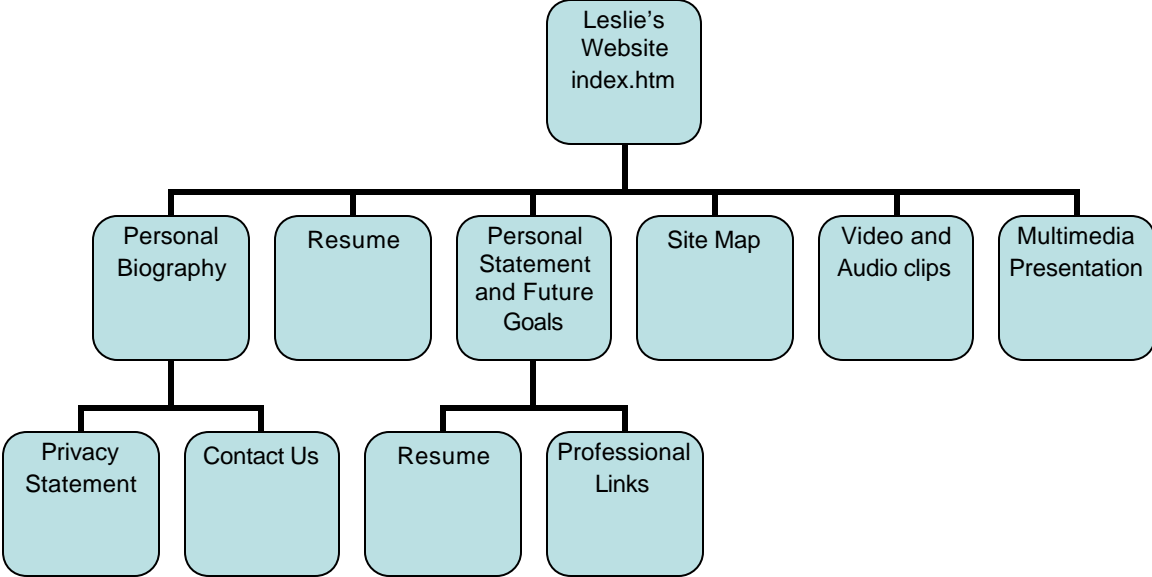 Leslie's
Website
index.htm
Personal
Biography
Resume
Personal
Statement
and Future
Goals
Site Map
Video and
Audio clips
Multimedia
Presentation
Privacy
Statement
Contact Us
Resume
Professional
Links